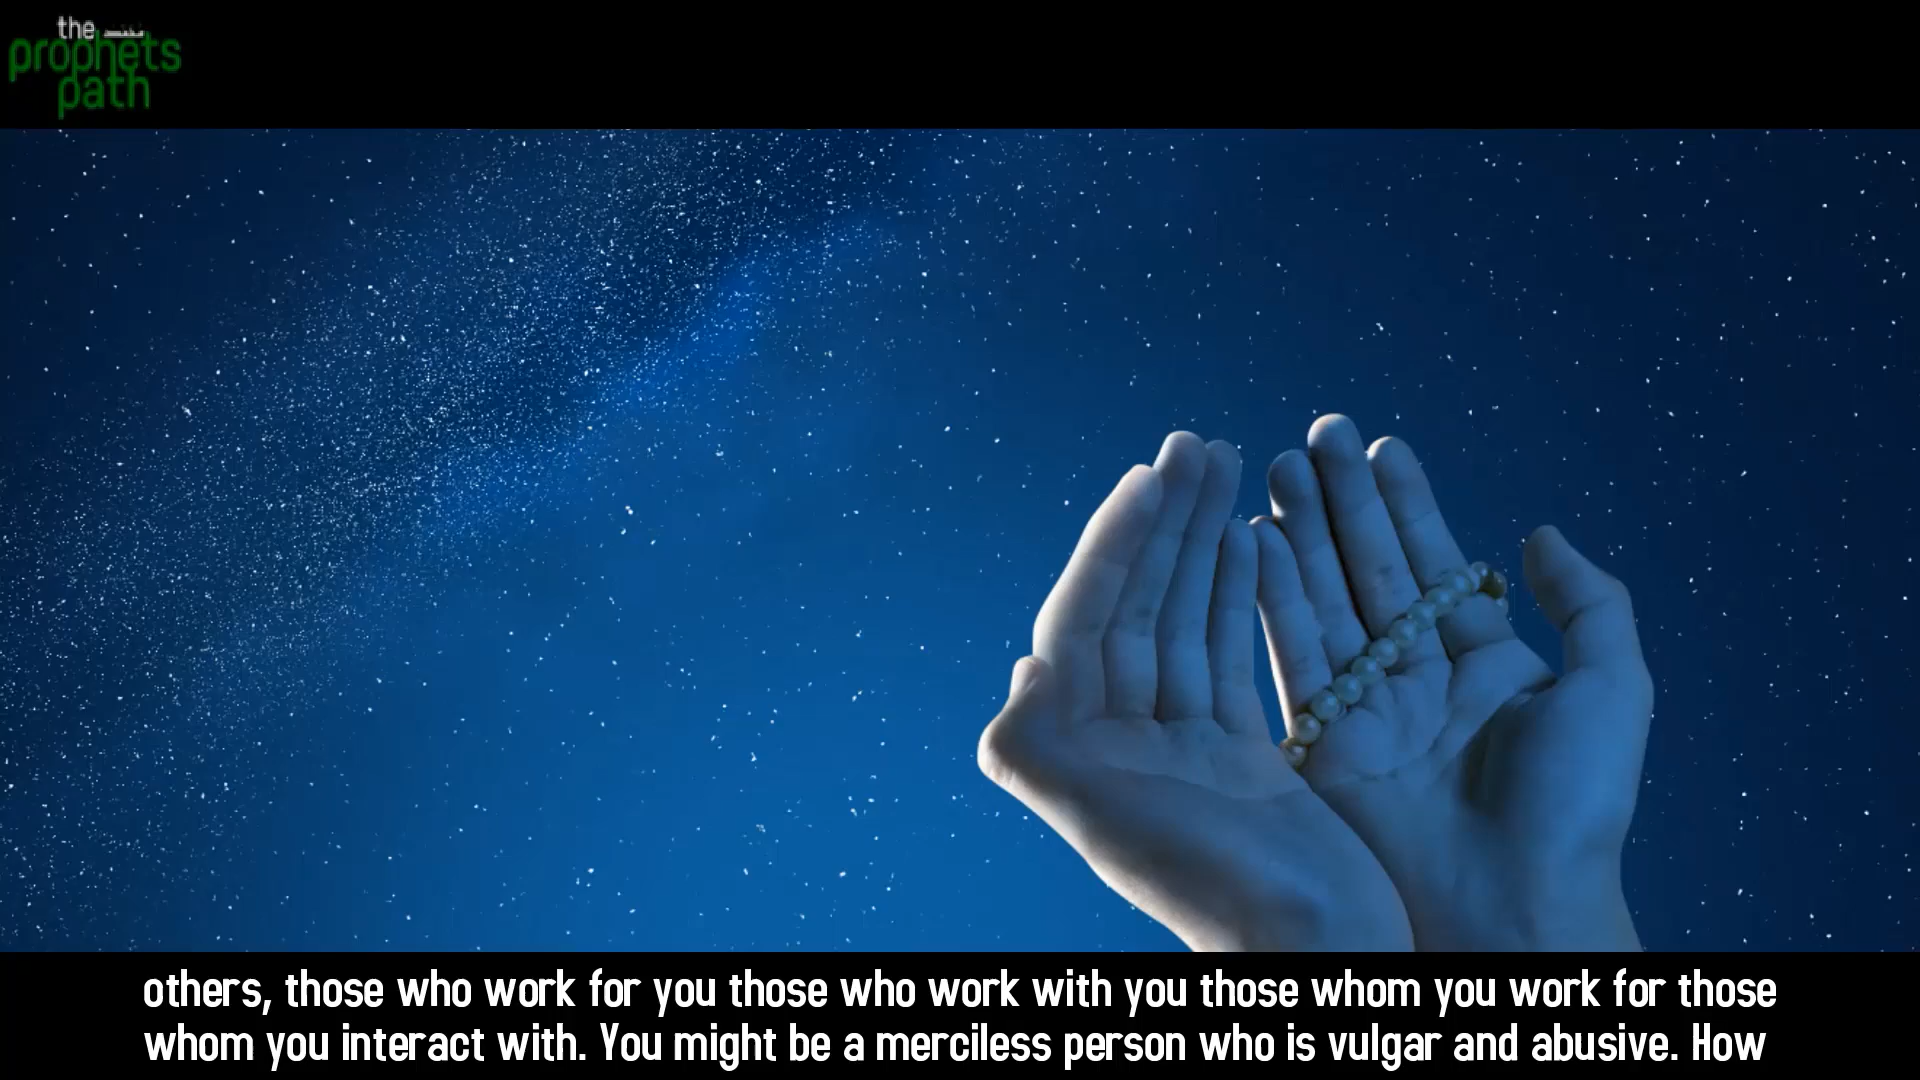 the
prophets
path
others, those who work for you those who work with you those whom you work for those
whom you interact with. You might be a merciless person who is vulgar and abusive. How